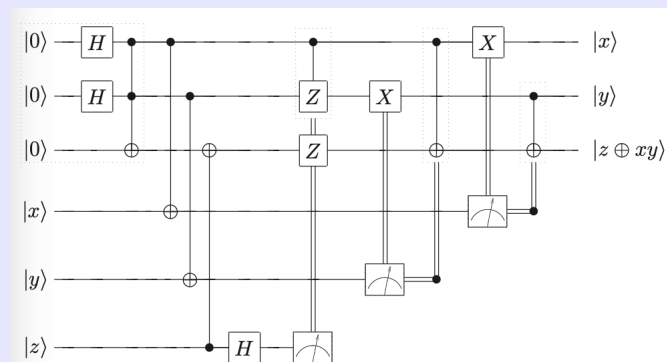 |0⟩ H X |x⟩
|0⟩ H Z X |y⟩
|0⟩ Z |z ⊕ xy⟩
|x⟩
|y⟩
|z⟩ H